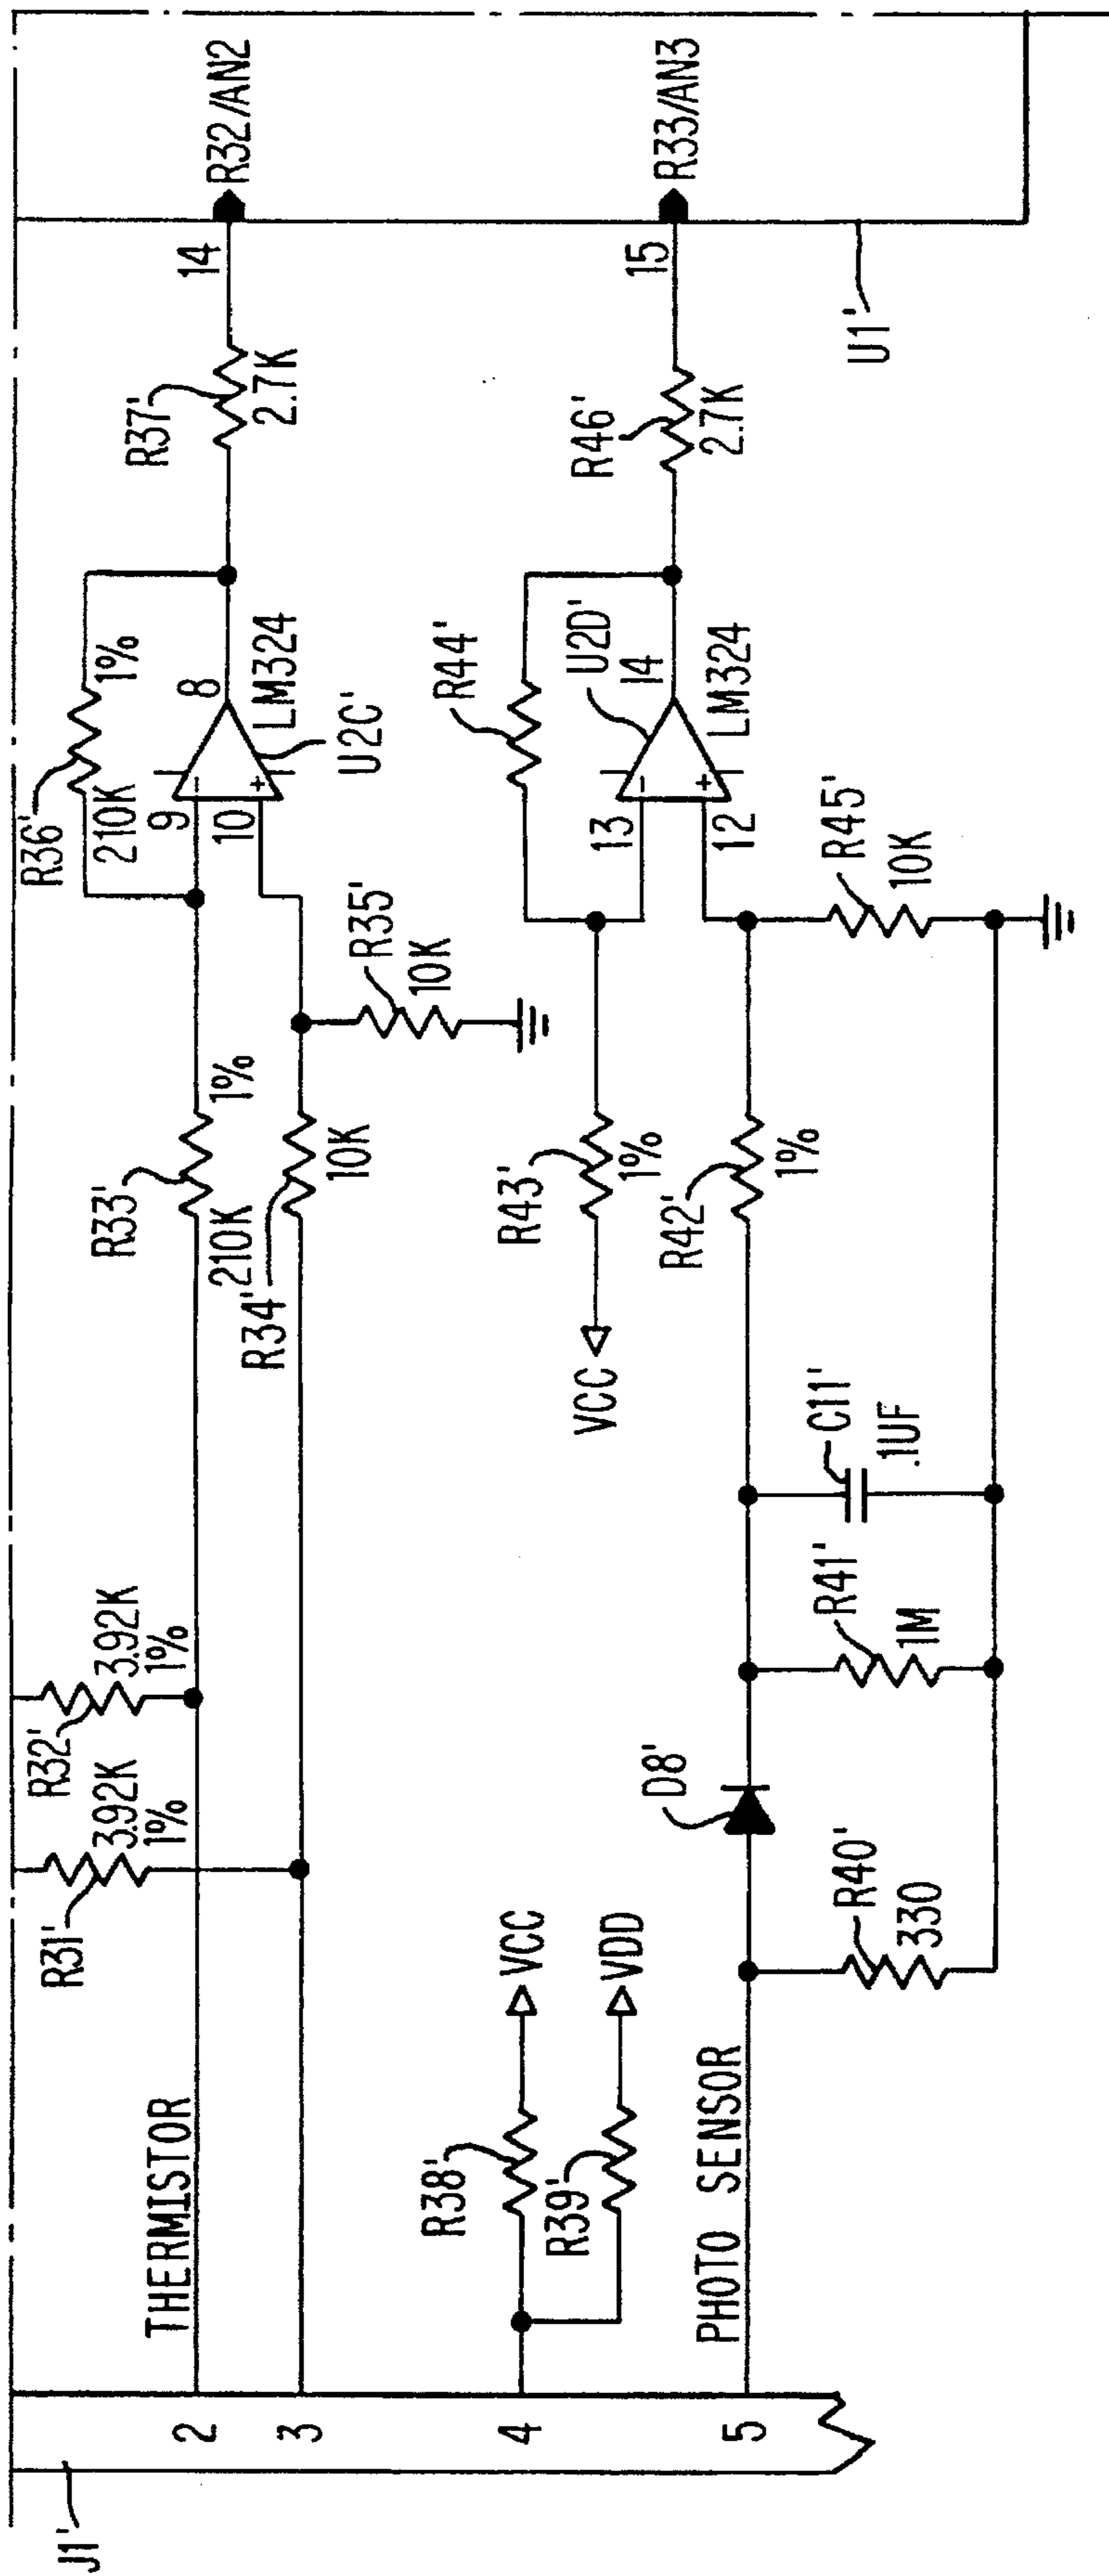 J1'
2
3
4
5
THERMISTOR
R31'
3.92K
1%
R32'
3.92K
1%
R33'
210K
1%
R34'
10K
R35'
10K
R36'
210K
1%
9
10
8
-
+
LM324
U2C'
R37'
2.7K
14
R32/AN2
R38'
VCC
R39'
VDD
PHOTO SENSOR
R40'
330
D8'
R41'
1M
C11'
.1UF
VCC
R43'
1%
R42'
1%
R44'
13
12
-
+
U2D'
14
LM324
R45'
10K
R46'
2.7K
15
R33/AN3
U1'